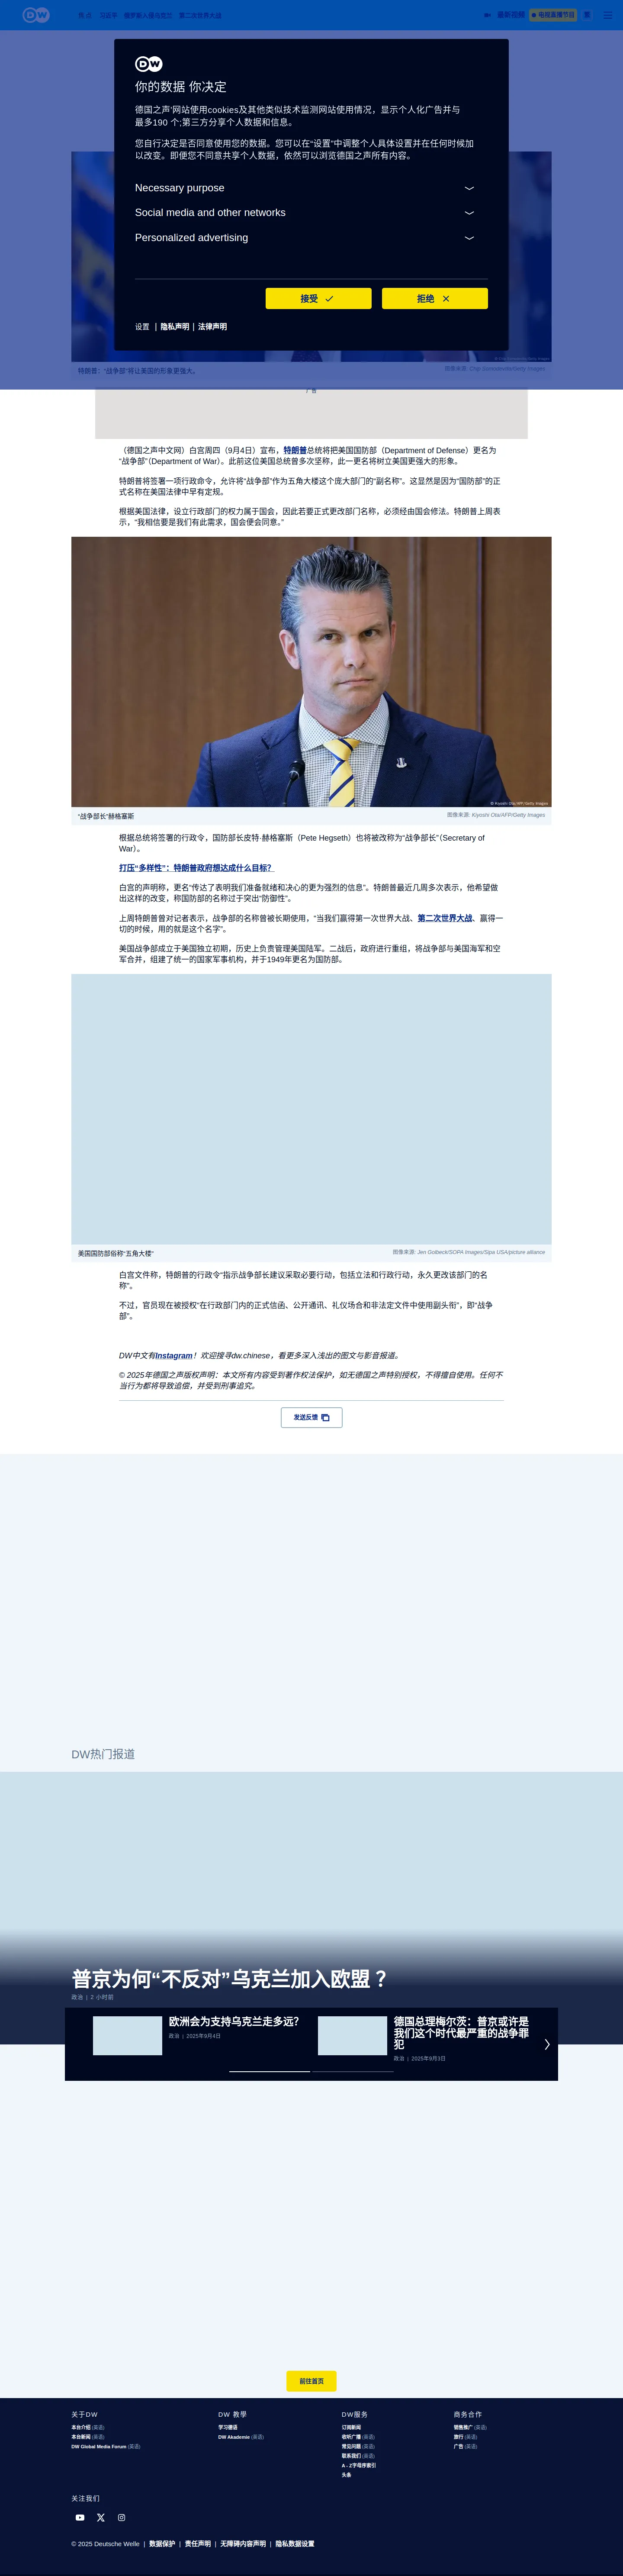 DW
焦点
习近平
俄罗斯入侵乌克兰
第二次世界大战
最新视频
电视直播节目
繁
DW
你的数据 你决定
德国之声'网站使用cookies及其他类似技术监测网站使用情况，显示个人化广告并与
最多190 个;第三方分享个人数据和信息。
您自行决定是否同意使用您的数据。您可以在“设置”中调整个人具体设置并在任何时候加
以改变。即便您不同意共享个人数据，依然可以浏览德国之声所有内容。
Necessary purpose
Social media and other networks
Personalized advertising
接受
拒绝
设置 | 隐私声明 | 法律声明
特朗普：“战争部”将让美国的形象更强大。
图像来源: Chip Somodevilla/Getty Images
广告
（德国之声中文网）白宫周四（9月4日）宣布，特朗普总统将把美国国防部（Department of Defense）更名为
“战争部”（Department of War）。此前这位美国总统曾多次坚称，此一更名将树立美国更强大的形象。
特朗普将签署一项行政命令，允许将“战争部”作为五角大楼这个庞大部门的“副名称”。这显然是因为“国防部”的正
式名称在美国法律中早有定规。
根据美国法律，设立行政部门的权力属于国会，因此若要正式更改部门名称，必须经由国会修法。特朗普上周表
示，“我相信要是我们有此需求，国会便会同意。”
© Kiyoshi Ota/AFP/Getty Images
“战争部长”赫格塞斯
图像来源: Kiyoshi Ota/AFP/Getty Images
根据总统将签署的行政令，国防部长皮特·赫格塞斯（Pete Hegseth）也将被改称为“战争部长”（Secretary of
War）。
打压“多样性”：特朗普政府想达成什么目标？
白宫的声明称，更名“传达了表明我们准备就绪和决心的更为强烈的信息”。特朗普最近几周多次表示，他希望做
出这样的改变，称国防部的名称过于突出“防御性”。
上周特朗普曾对记者表示，战争部的名称曾被长期使用，“当我们赢得第一次世界大战、第二次世界大战、赢得一
切的时候，用的就是这个名字”。
美国战争部成立于美国独立初期，历史上负责管理美国陆军。二战后，政府进行重组，将战争部与美国海军和空
军合并，组建了统一的国家军事机构，并于1949年更名为国防部。
美国国防部俗称“五角大楼”
图像来源: Jen Golbeck/SOPA Images/Sipa USA/picture alliance
白宫文件称，特朗普的行政令“指示战争部长建议采取必要行动，包括立法和行政行动，永久更改该部门的名
称”。
不过，官员现在被授权“在行政部门内的正式信函、公开通讯、礼仪场合和非法定文件中使用副头衔”，即“战争
部”。
DW中文有Instagram！欢迎搜寻dw.chinese，看更多深入浅出的图文与影音报道。
© 2025年德国之声版权声明：本文所有内容受到著作权法保护，如无德国之声特别授权，不得擅自使用。任何不
当行为都将导致追偿，并受到刑事追究。
发送反馈
DW热门报道
普京为何“不反对”乌克兰加入欧盟？
政治 | 2 小时前
欧洲会为支持乌克兰走多远？
政治 | 2025年9月4日
德国总理梅尔茨：普京或许是
我们这个时代最严重的战争罪
犯
政治 | 2025年9月3日
前往首页
关于DW
本台介绍 (英语)
本台新闻 (英语)
DW Global Media Forum (英语)
DW 教學
学习德语
DW Akademie (英语)
DW服务
订阅新闻
收听广播 (英语)
常见问题 (英语)
联系我们 (英语)
A - Z字母序索引
头条
商务合作
销售推广 (英语)
旅行 (英语)
广告 (英语)
关注我们
© 2025 Deutsche Welle | 数据保护 | 责任声明 | 无障碍内容声明 | 隐私数据设置